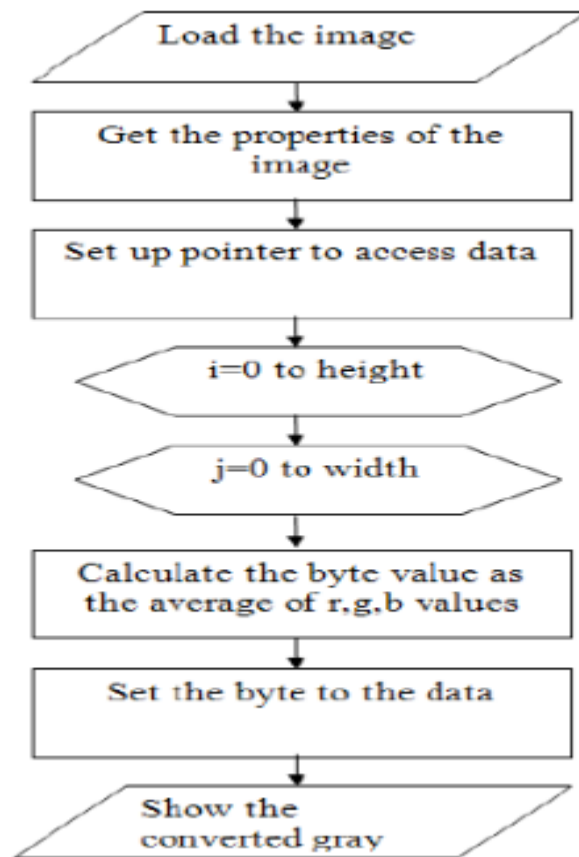 Load the image
Get the properties of the
image
Set up pointer to access data
i=0 to height
j=0 to width
Calculate the byte value as
the average of r,g,b values
Set the byte to the data
Show the
converted gray